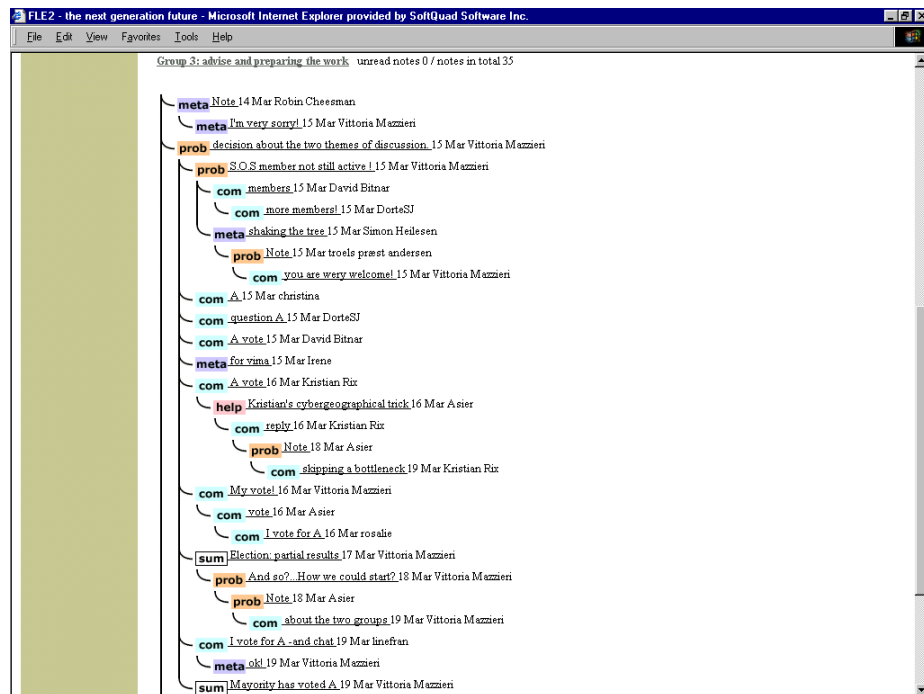 FLE2 - the next generation future - Microsoft Internet Explorer provided by SoftQuad Software Inc.
File Edit View Favorites Tools Help
Group 3: advise and preparing the work unread notes 0 / notes in total 35
meta Note 14 Mar Robin Cheesman
meta I'm very sorry! 15 Mar Vittoria Mazzieri
prob decision about the two themes of discussion. 15 Mar Vittoria Mazzieri
prob S.O.S member not still active ! 15 Mar Vittoria Mazzieri
com members 15 Mar David Bitnar
com more members! 15 Mar DorteSJ
meta shaking the tree 15 Mar Simon Heilesen
prob Note 15 Mar troels præst andersen
com you are wery welcome! 15 Mar Vittoria Mazzieri
com A 15 Mar christina
com question A 15 Mar DorteSJ
com A vote 15 Mar David Bitnar
meta for vima 15 Mar Irene
com A vote 16 Mar Kristian Rix
help Kristian's cybergeographical trick 16 Mar Asier
com reply 16 Mar Kristian Rix
prob Note 18 Mar Asier
com skipping a bottleneck 19 Mar Kristian Rix
com My vote! 16 Mar Vittoria Mazzieri
com vote 16 Mar Asier
com I vote for A 16 Mar rosalie
sum Election: partial results 17 Mar Vittoria Mazzieri
prob And so?...How we could start? 18 Mar Vittoria Mazzieri
prob Note 18 Mar Asier
com about the two groups 19 Mar Vittoria Mazzieri
com I vote for A -and chat 19 Mar linefran
meta ok! 19 Mar Vittoria Mazzieri
sum Mayority has voted A 19 Mar Vittoria Mazzieri